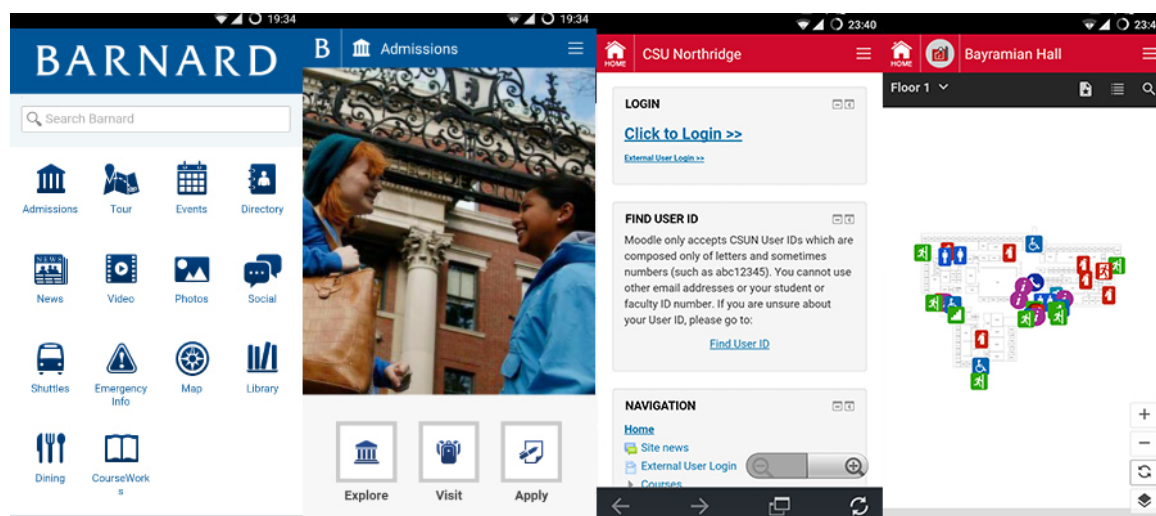 19:34
BARNARD
Search Barnard
Admissions
Tour
Events
Directory
NEWS
News
Video
Photos
Social
Shuttles
Emergency
Info
Map
Library
Dining
CourseWork
s
19:34
B
Admissions
Explore
Visit
Apply
23:40
HOME
CSU Northridge
LOGIN
Click to Login >>
External User Login >>
FIND USER ID
Moodle only accepts CSUN User IDs which are
composed only of letters and sometimes
numbers (such as abc12345). You cannot use
other email addresses or your student or
faculty ID number. If you are unsure about
your User ID, please go to:
Find User ID
NAVIGATION
Home
Site news
External User Login
Courses
23:4
HOME
Bayramian Hall
Floor 1